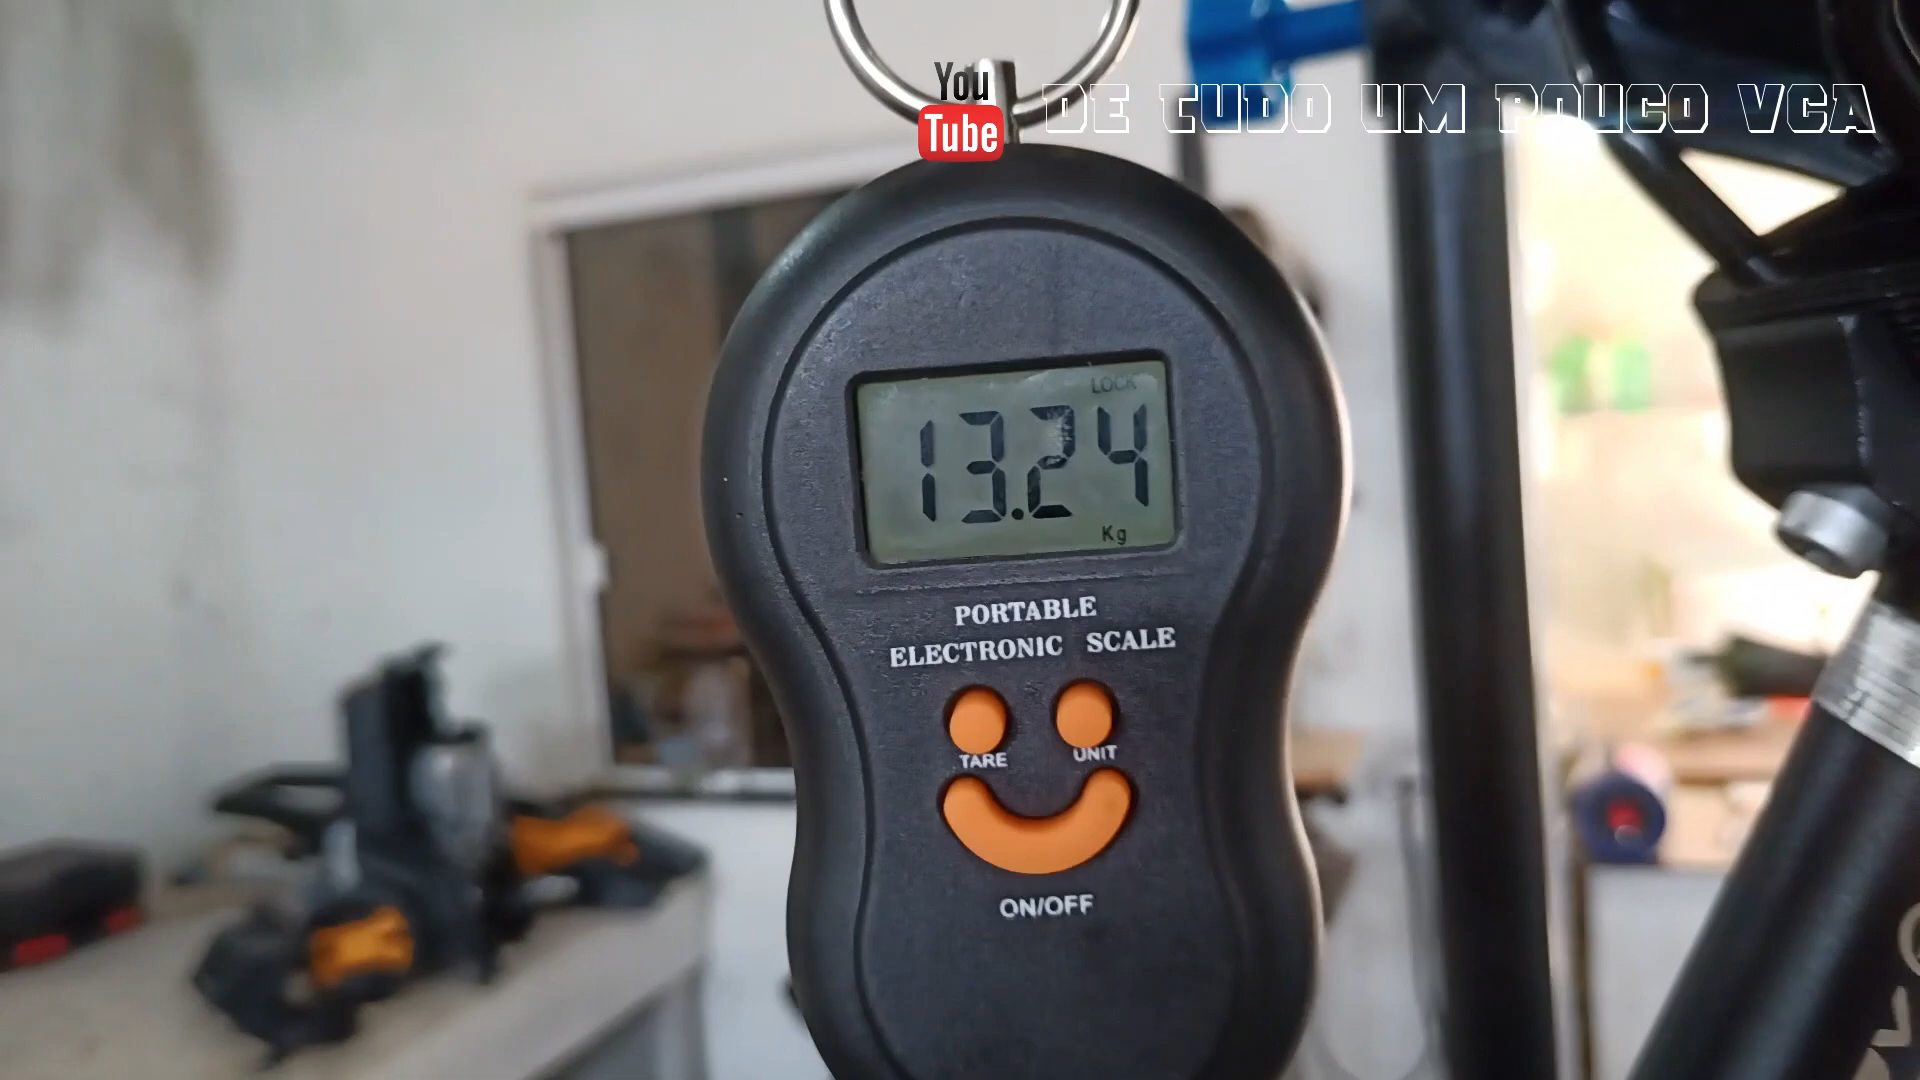 You
Tube
DE TUDO UM POUCO VCA
LOCK
13.24
Kg
PORTABLE
ELECTRONIC SCALE
TARE UNIT
ON/OFF